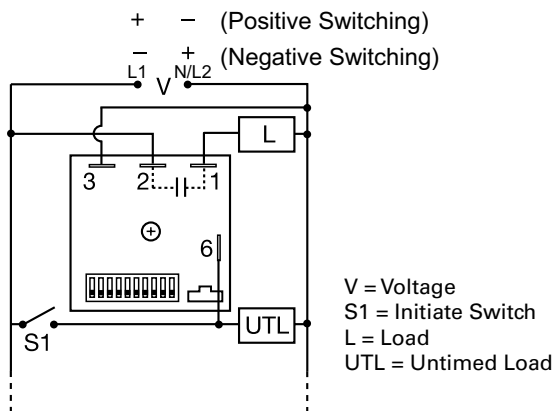 + − (Positive Switching)
− + (Negative Switching)
L1 V N/L2
L
3 2 1
6
S1
UTL
V = Voltage
S1 = Initiate Switch
L = Load
UTL = Untimed Load